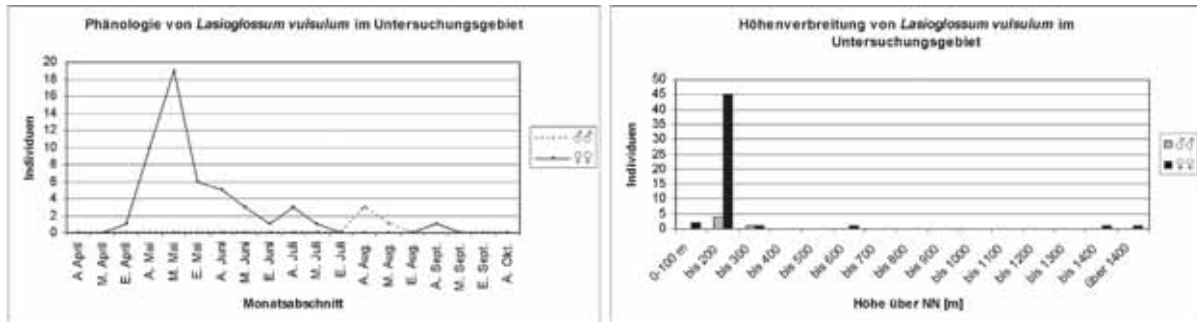 Phänologie von Lasioglossum vulsulum im Untersuchungsgebiet
Individuen
20
18
16
14
12
10
8
6
4
2
0
A. April
M. April
E. April
A. Mai
M. Mai
E. Mai
A. Juni
M. Juni
E. Juni
A. Juli
M. Juli
E. Juli
A. Aug.
M. Aug.
E. Aug.
A. Sept.
M. Sept.
E. Sept.
A. Okt.
Monatsabschnitt
♂♂
♀♀
Höhenverbreitung von Lasioglossum vulsulum im
Untersuchungsgebiet
Individuen
50
45
40
35
30
25
20
15
10
5
0
0-100 m
bis 200
bis 300
bis 400
bis 500
bis 600
bis 700
bis 800
bis 900
bis 1000
bis 1100
bis 1200
bis 1300
bis 1400
über 1400
Höhe über NN [m]
♂♂
♀♀